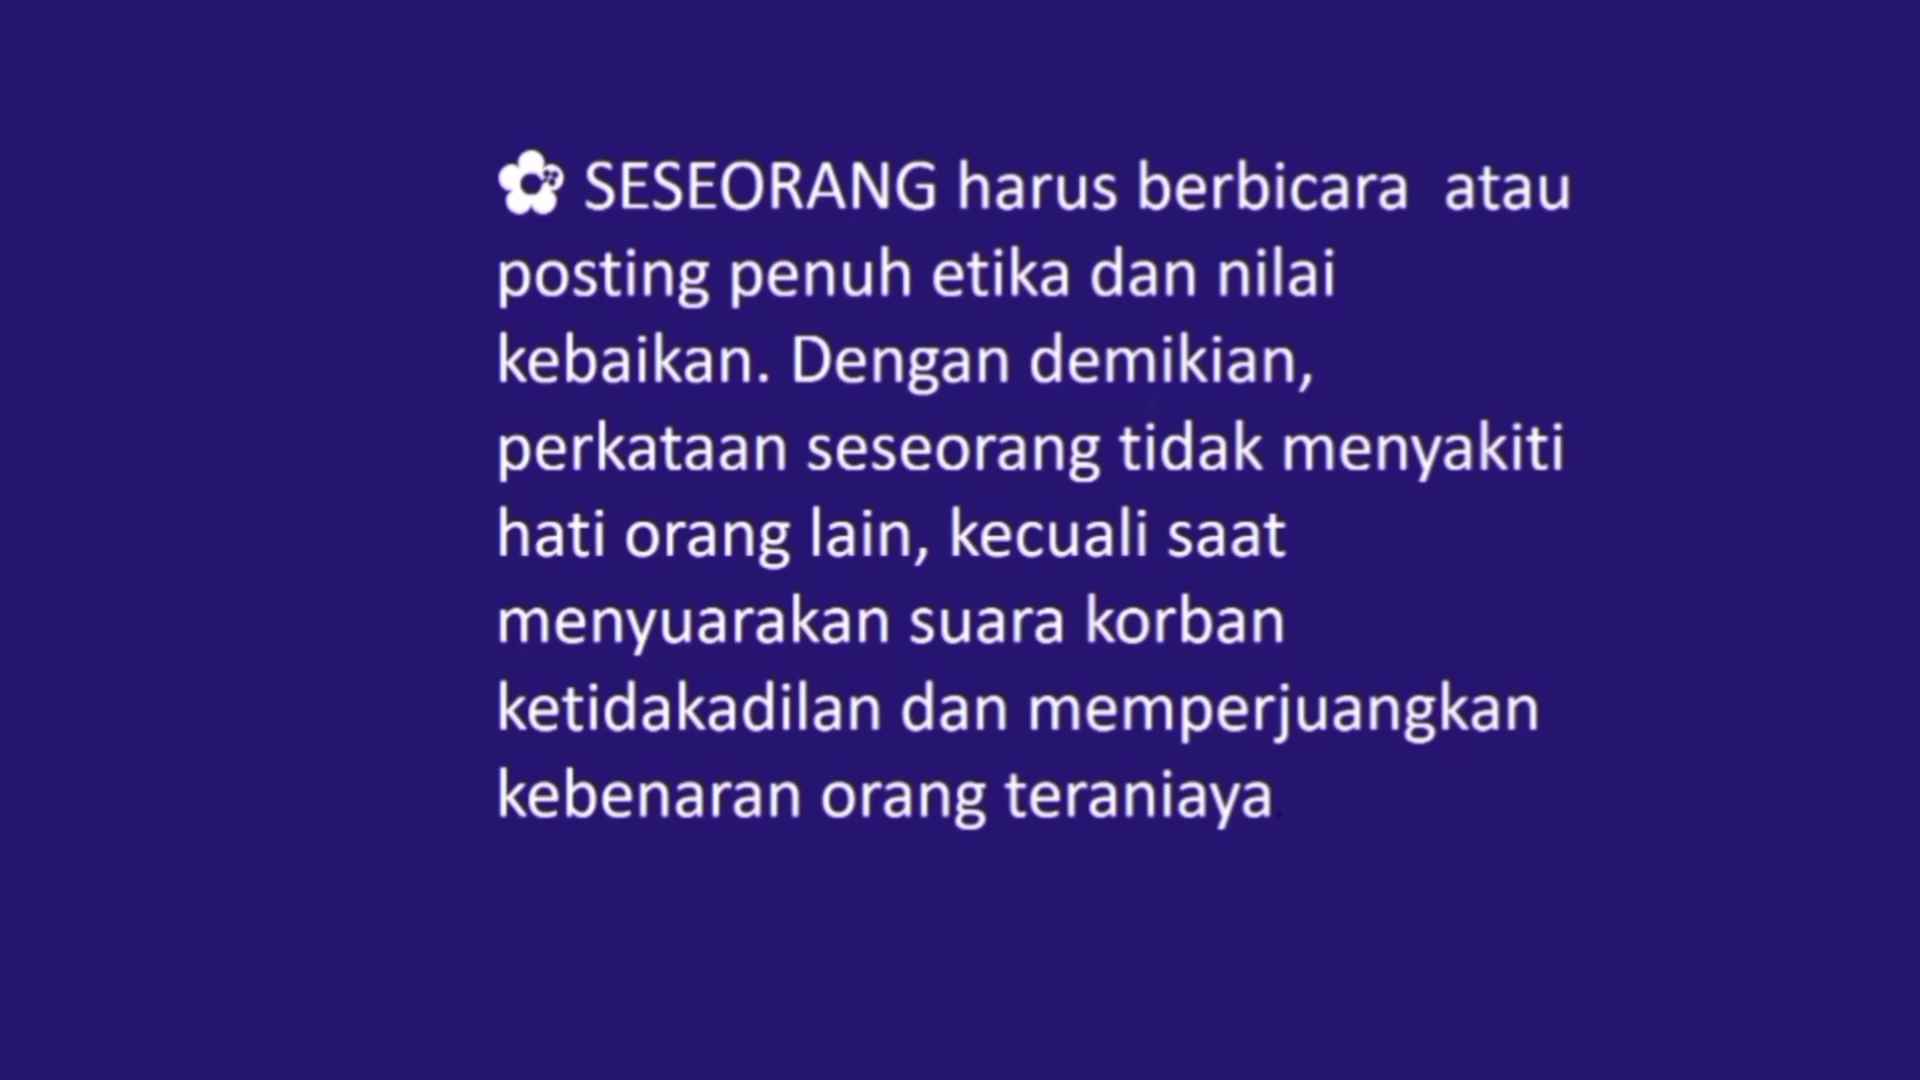 ✿ SESEORANG harus berbicara  atau
posting penuh etika dan nilai
kebaikan. Dengan demikian,
perkataan seseorang tidak menyakiti
hati orang lain, kecuali saat
menyuarakan suara korban
ketidakadilan dan memperjuangkan
kebenaran orang teraniaya.